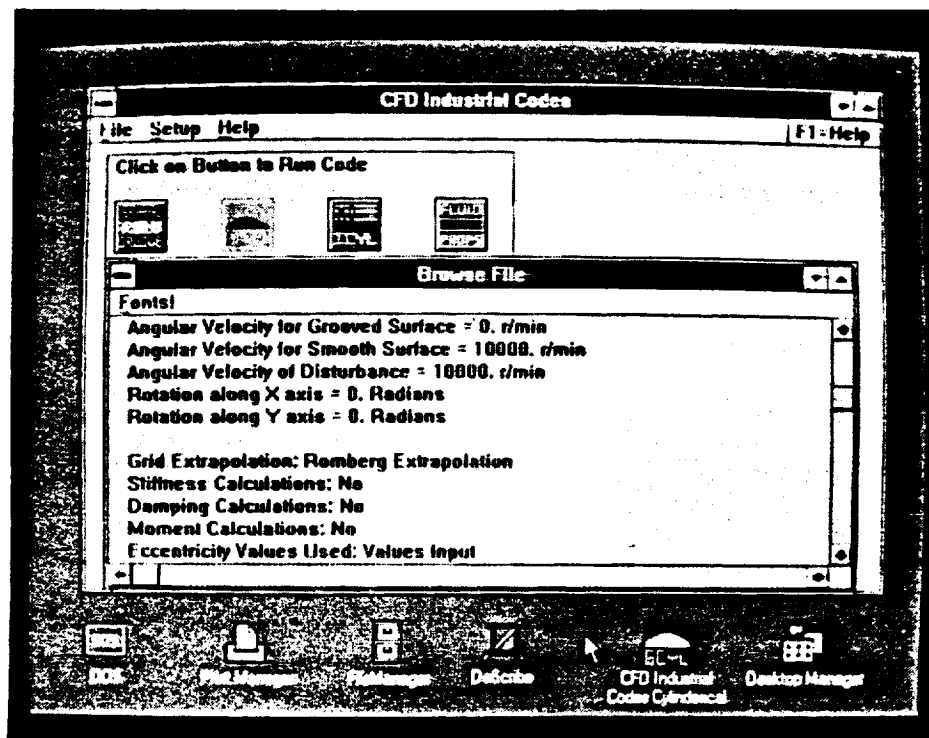 CFD Industrial Codes
File Setup Help F1=Help
Click on Button to Run Code
Browse File
Fonts!
Angular Velocity for Grooved Surface = 0. r/min
Angular Velocity for Smooth Surface = 10000. r/min
Angular Velocity of Disturbance = 10000. r/min
Rotation along X axis = 0. Radians
Rotation along Y axis = 0. Radians
Grid Extrapolation: Romberg Extrapolation
Stiffness Calculations: No
Damping Calculations: No
Moment Calculations: No
Eccentricity Values Used: Values Input
DOS Print Manager File Manager DeScribe CFD Industrial Desktop Manager
Codes Cylindrical